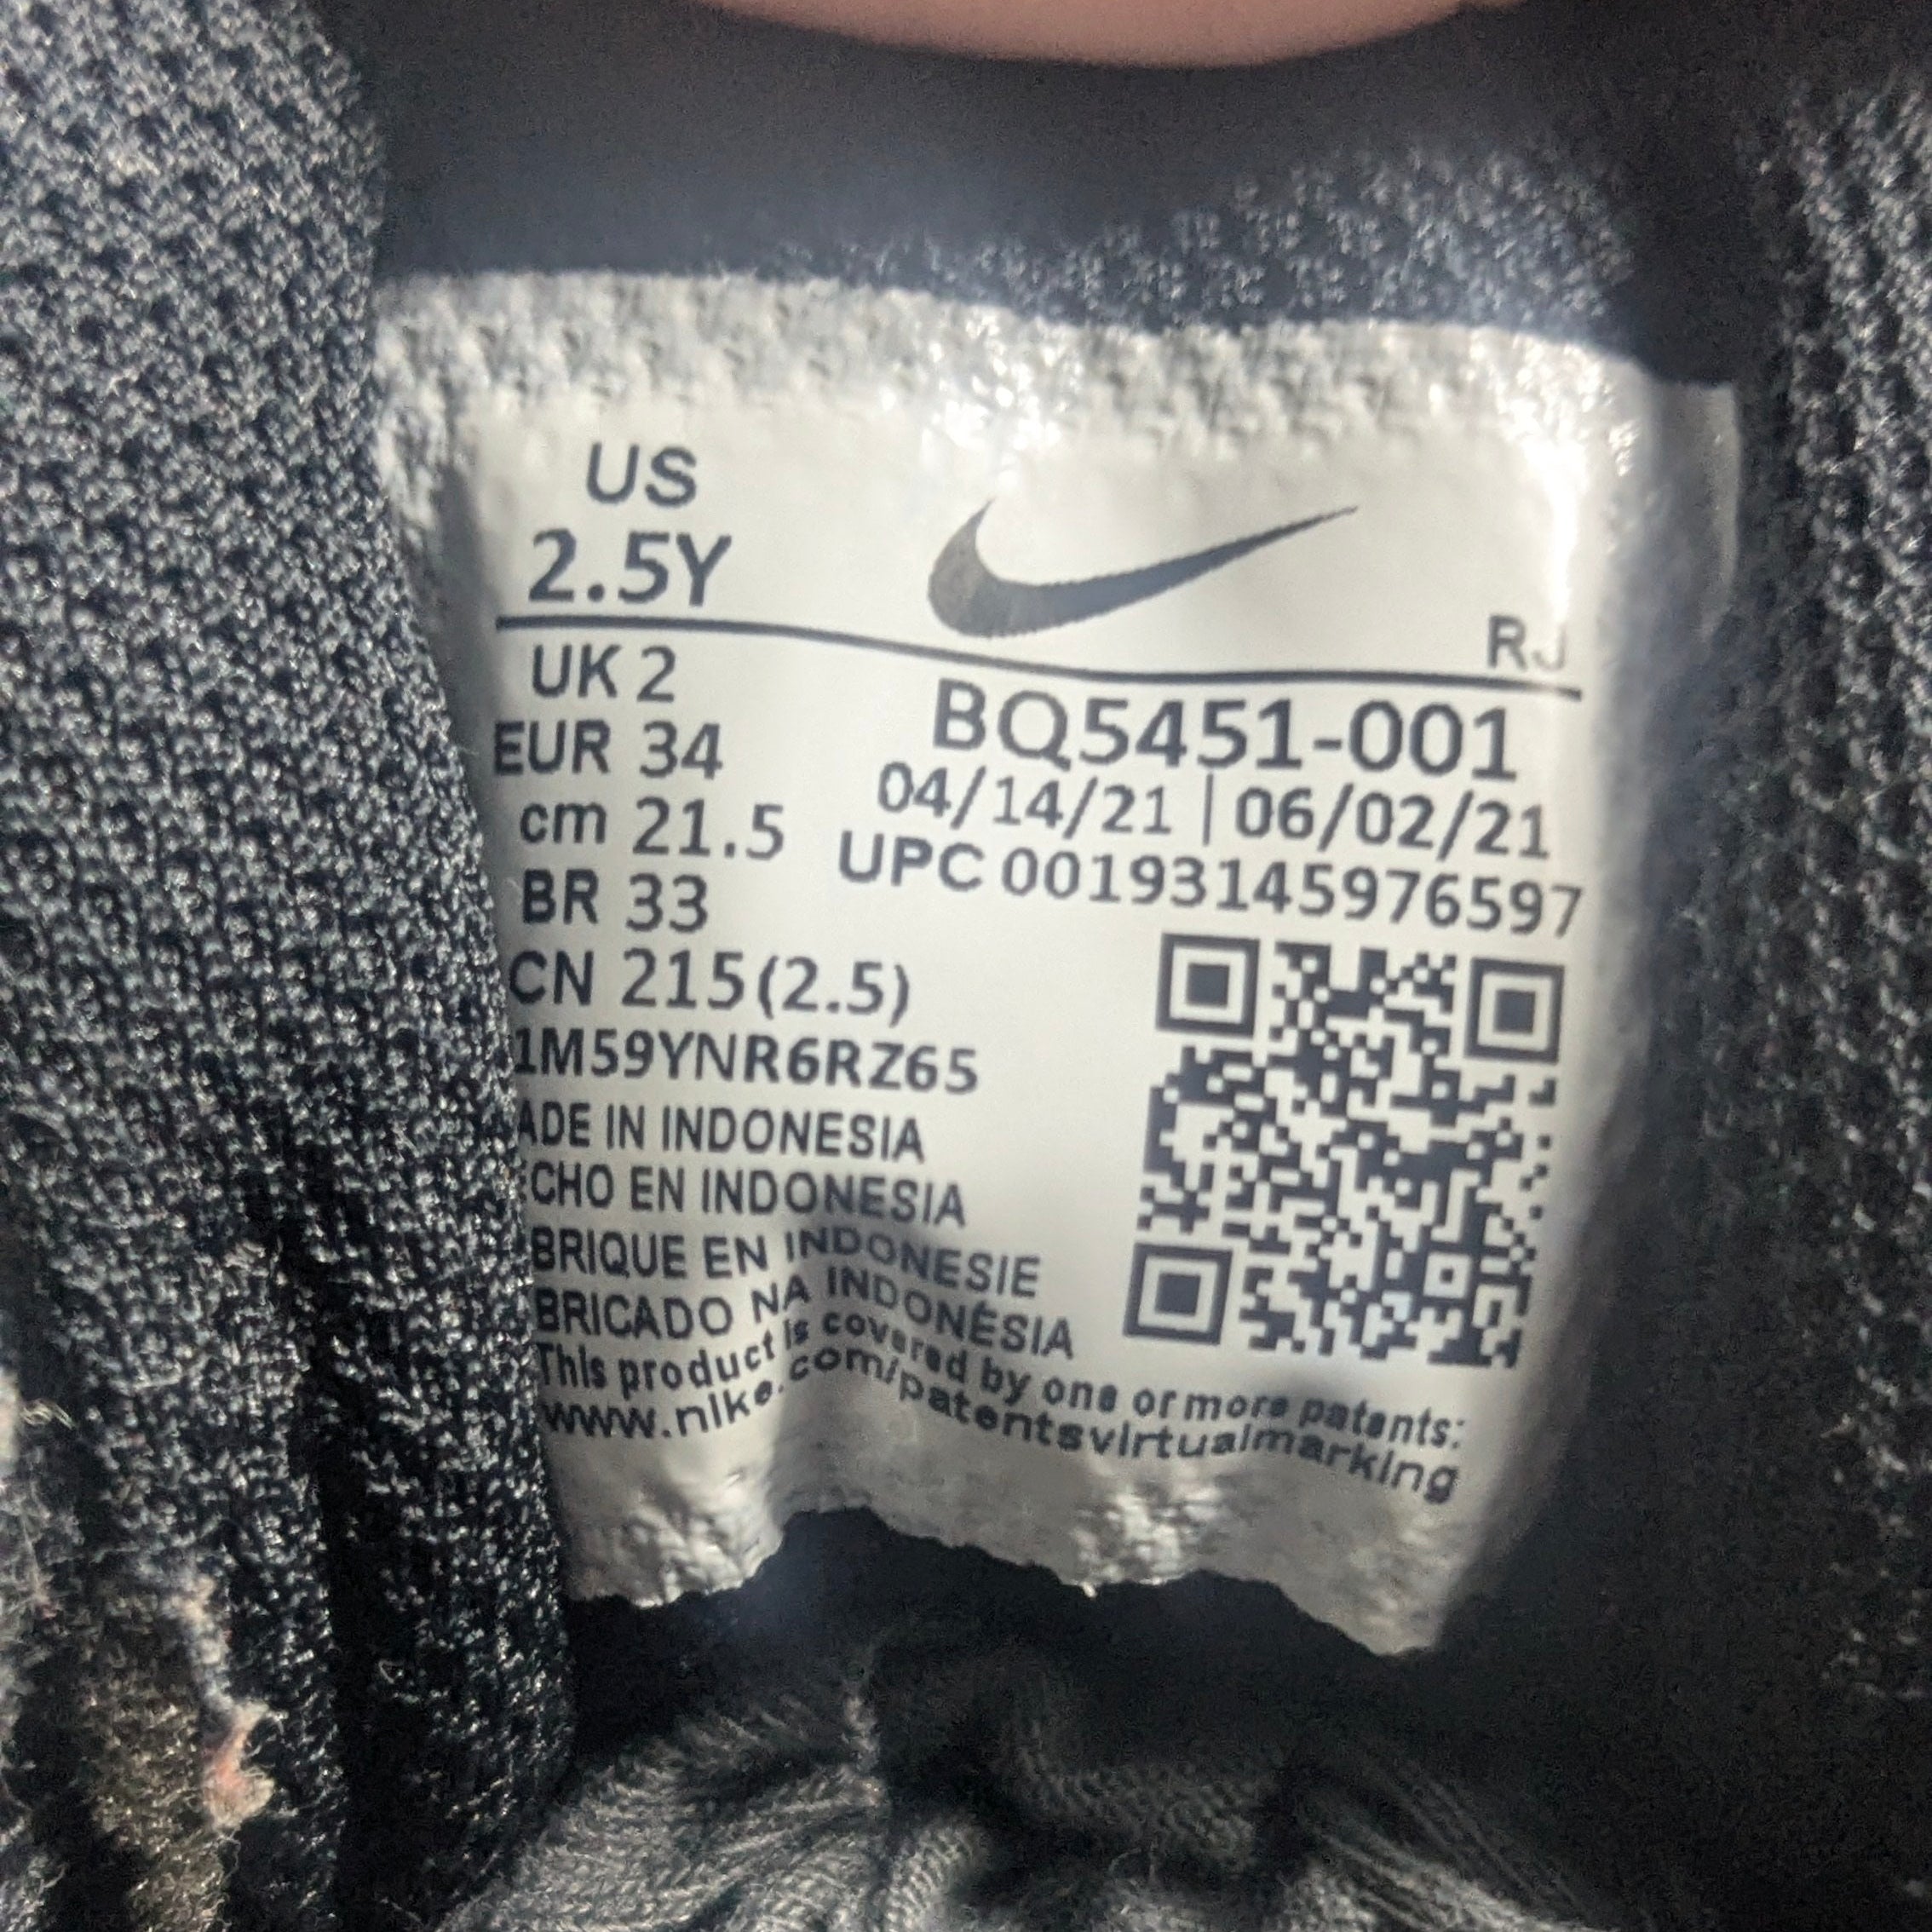 US
2.5Y
RJ
UK 2
EUR 34
cm 21.5
BR 33
CN 215(2.5)
BQ5451-001
04/14/21 | 06/02/21
UPC 00193145976597
1M59YNR6RZ65
ADE IN INDONESIA
ECHO EN INDONESIA
BRIQUE EN INDONESIE
BRICADO NA INDONÉSIA
This product is covered by one or more patents:
www.nike.com/patentsvirtualmarking